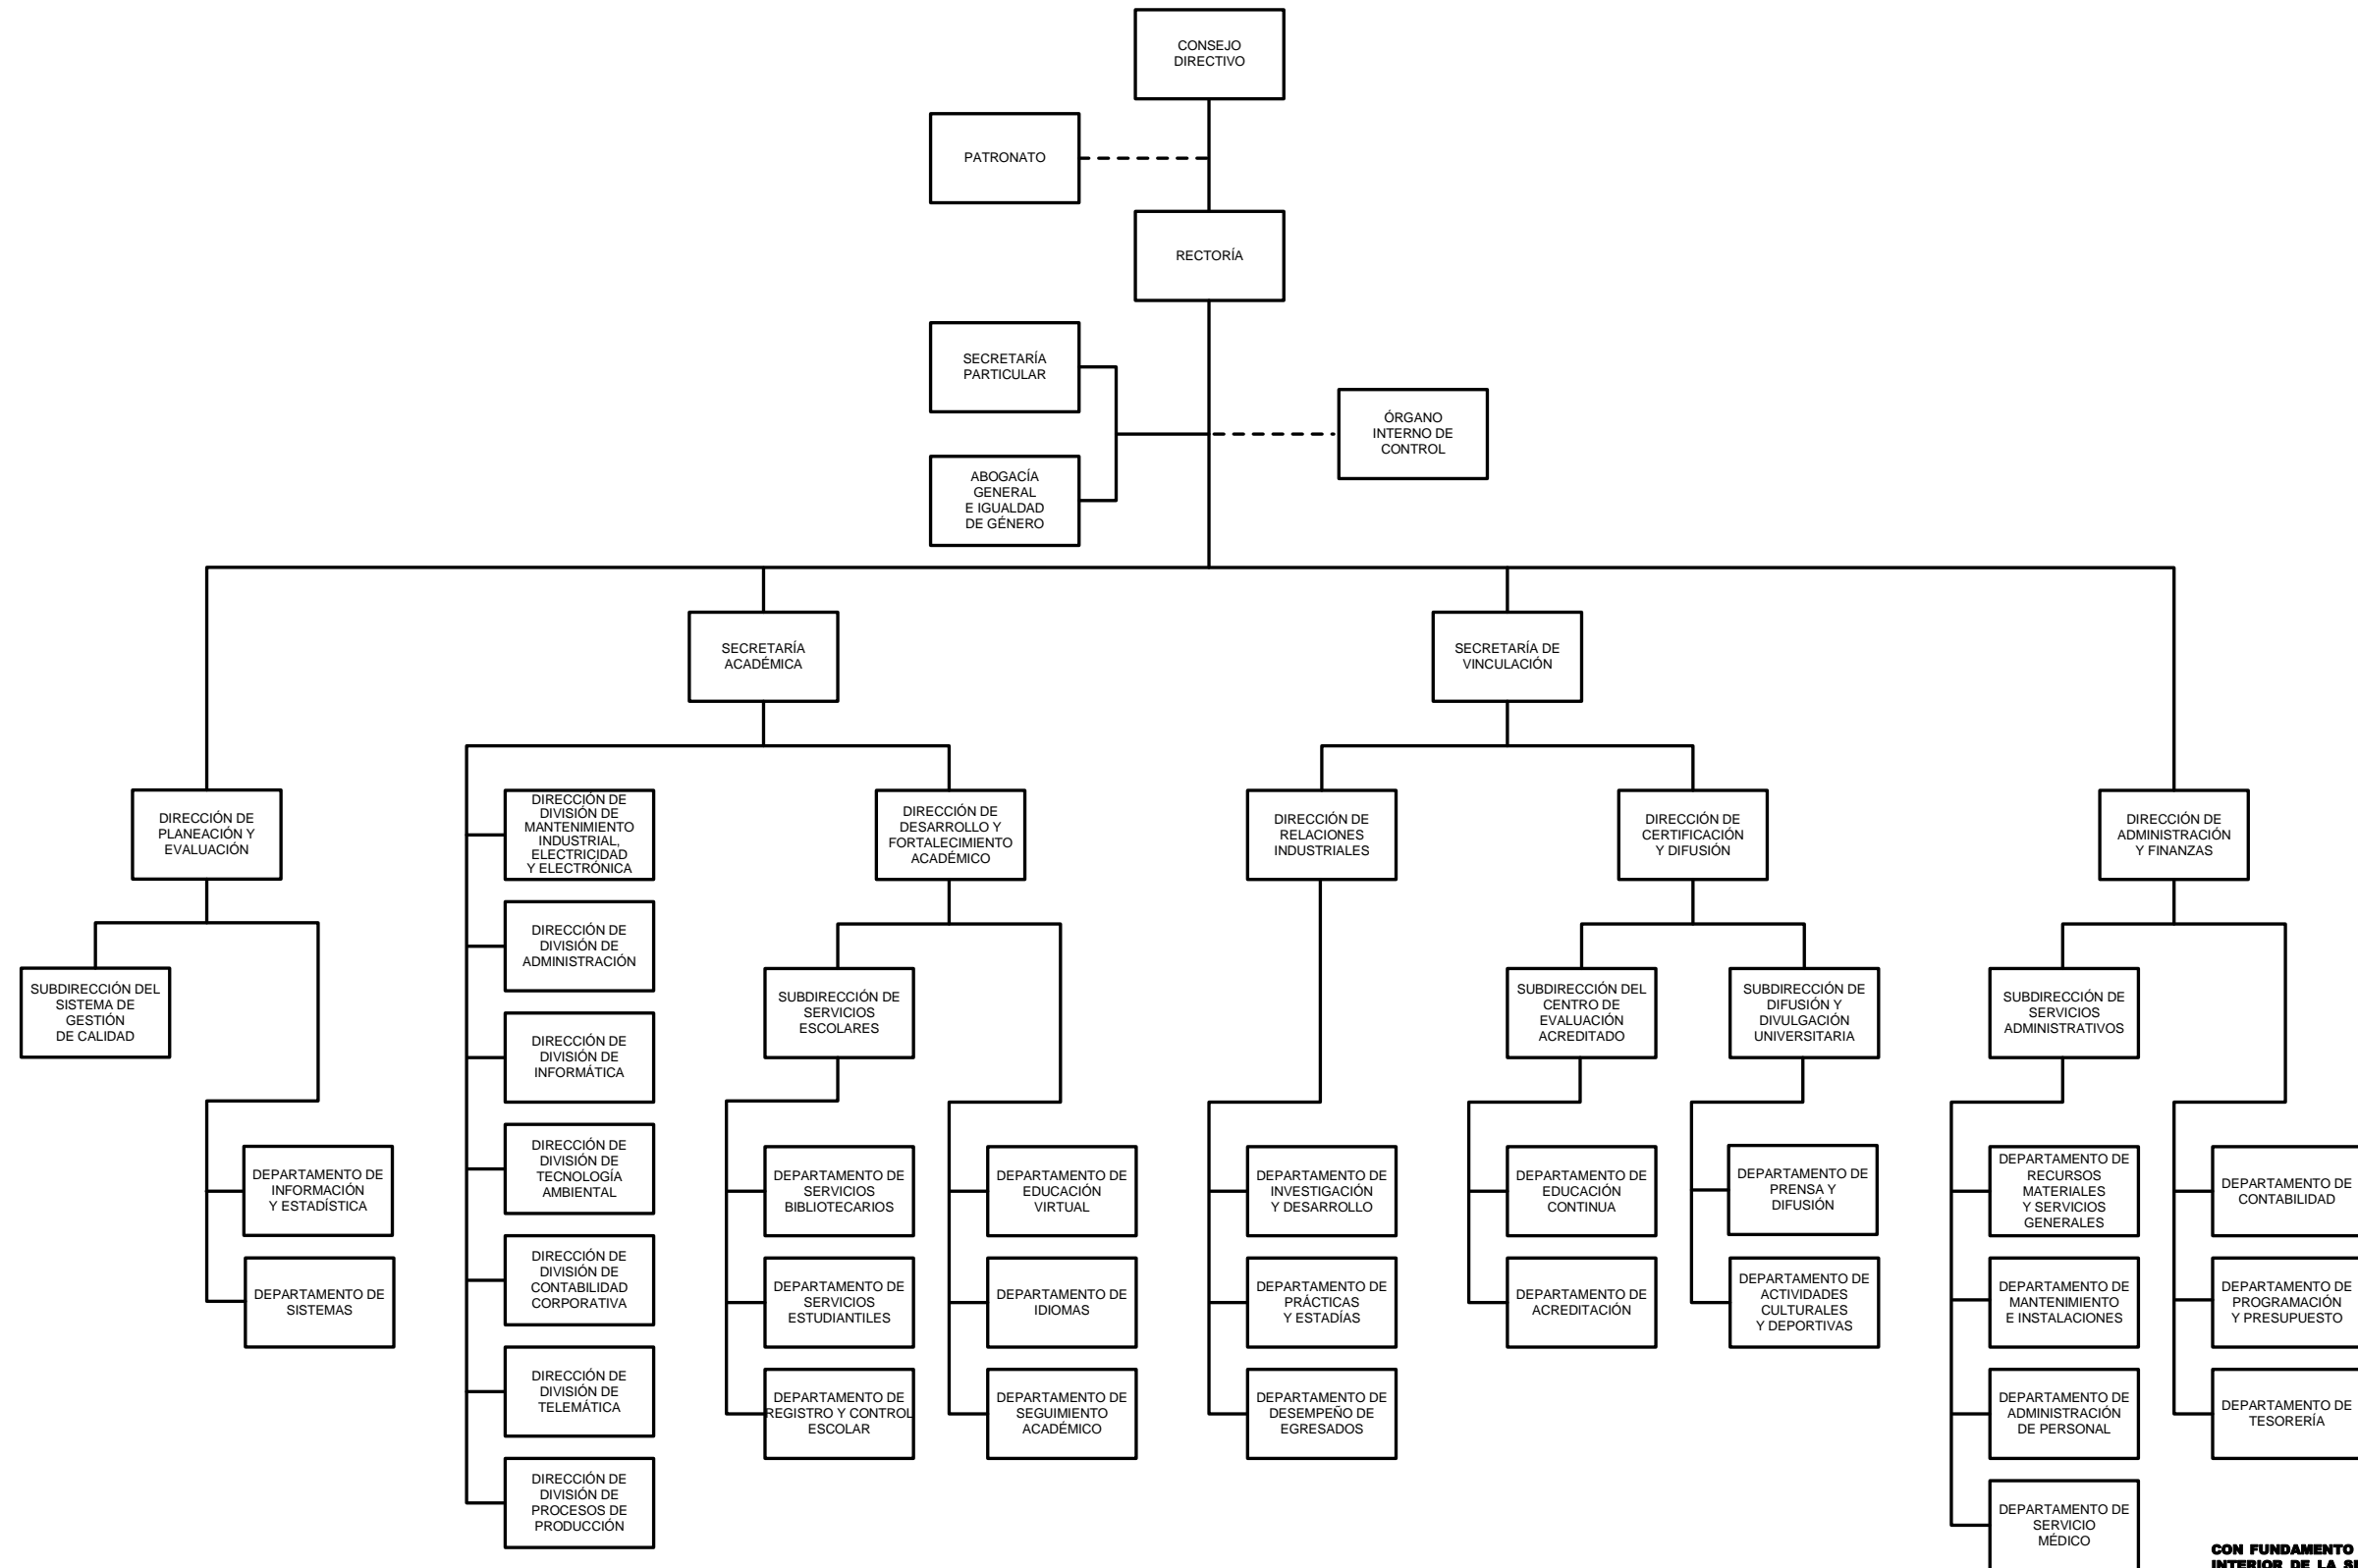 CONSEJO
DIRECTIVO
PATRONATO
RECTORÍA
SECRETARÍA
PARTICULAR
ÓRGANO
INTERNO DE
CONTROL
ABOGACÍA
GENERAL
E IGUALDAD
DE GÉNERO
SECRETARÍA
ACADÉMICA
SECRETARÍA DE
VINCULACIÓN
DIRECCIÓN DE
PLANEACIÓN Y
EVALUACIÓN
DIRECCIÓN DE
DIVISIÓN DE
MANTENIMIENTO
INDUSTRIAL,
ELECTRICIDAD
Y ELECTRÓNICA
DIRECCIÓN DE
DESARROLLO Y
FORTALECIMIENTO
ACADÉMICO
DIRECCIÓN DE
RELACIONES
INDUSTRIALES
DIRECCIÓN DE
CERTIFICACIÓN
Y DIFUSIÓN
DIRECCIÓN DE
ADMINISTRACIÓN
Y FINANZAS
DIRECCIÓN DE
DIVISIÓN DE
ADMINISTRACIÓN
SUBDIRECCIÓN DEL
SISTEMA DE
GESTIÓN
DE CALIDAD
SUBDIRECCIÓN DE
SERVICIOS
ESCOLARES
SUBDIRECCIÓN DEL
CENTRO DE
EVALUACIÓN
ACREDITADO
SUBDIRECCIÓN DE
DIFUSIÓN Y
DIVULGACIÓN
UNIVERSITARIA
SUBDIRECCIÓN DE
SERVICIOS
ADMINISTRATIVOS
DIRECCIÓN DE
DIVISIÓN DE
INFORMÁTICA
DIRECCIÓN DE
DIVISIÓN DE
TECNOLOGÍA
AMBIENTAL
DEPARTAMENTO DE
INFORMACIÓN
Y ESTADÍSTICA
DEPARTAMENTO DE
SERVICIOS
BIBLIOTECARIOS
DEPARTAMENTO DE
EDUCACIÓN
VIRTUAL
DEPARTAMENTO DE
INVESTIGACIÓN
Y DESARROLLO
DEPARTAMENTO DE
EDUCACIÓN
CONTINUA
DEPARTAMENTO DE
PRENSA Y
DIFUSIÓN
DEPARTAMENTO DE
RECURSOS
MATERIALES
Y SERVICIOS
GENERALES
DEPARTAMENTO DE
CONTABILIDAD
DIRECCIÓN DE
DIVISIÓN DE
CONTABILIDAD
CORPORATIVA
DEPARTAMENTO DE
SISTEMAS
DEPARTAMENTO DE
SERVICIOS
ESTUDIANTILES
DEPARTAMENTO DE
IDIOMAS
DEPARTAMENTO DE
PRÁCTICAS
Y ESTADÍAS
DEPARTAMENTO DE
ACREDITACIÓN
DEPARTAMENTO DE
ACTIVIDADES
CULTURALES
Y DEPORTIVAS
DEPARTAMENTO DE
MANTENIMIENTO
E INSTALACIONES
DEPARTAMENTO DE
PROGRAMACIÓN
Y PRESUPUESTO
DIRECCIÓN DE
DIVISIÓN DE
TELEMÁTICA
DEPARTAMENTO DE
REGISTRO Y CONTROL
ESCOLAR
DEPARTAMENTO DE
SEGUIMIENTO
ACADÉMICO
DEPARTAMENTO DE
DESEMPEÑO DE
EGRESADOS
DEPARTAMENTO DE
ADMINISTRACIÓN
DE PERSONAL
DEPARTAMENTO DE
TESORERÍA
DIRECCIÓN DE
DIVISIÓN DE
PROCESOS DE
PRODUCCIÓN
DEPARTAMENTO DE
SERVICIO
MÉDICO
CON FUNDAMENTO
INTERIOR DE LA